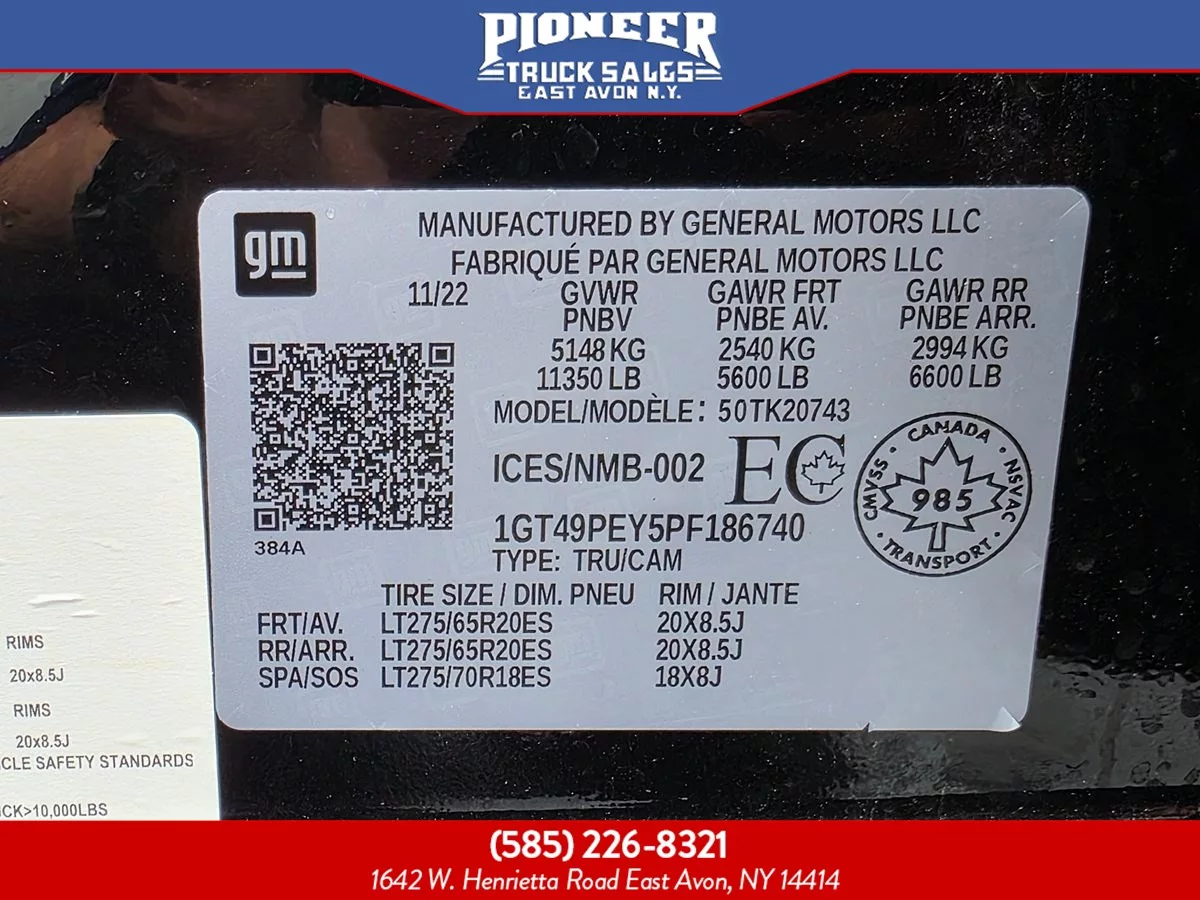 PIONEER
TRUCK SALES
EAST AVON N.Y.
gm
MANUFACTURED BY GENERAL MOTORS LLC
FABRIQUÉ PAR GENERAL MOTORS LLC
11/22 GVWR GAWR FRT GAWR RR
PNBV PNBE AV. PNBE ARR.
5148 KG 2540 KG 2994 KG
11350 LB 5600 LB 6600 LB
MODEL/MODÈLE: 50TK20743
ICES/NMB-002 EC
CANADA
CMVSS 985 NSVAC
TRANSPORT
1GT49PEY5PF186740
384A
TYPE: TRU/CAM
TIRE SIZE / DIM. PNEU RIM / JANTE
FRT/AV. LT275/65R20ES 20X8.5J
RR/ARR. LT275/65R20ES 20X8.5J
SPA/SOS LT275/70R18ES 18X8J
RIMS
20x8.5J
RIMS
20x8.5J
CLE SAFETY STANDARDS
CK>10,000LBS
(585) 226-8321
1642 W. Henrietta Road East Avon, NY 14414